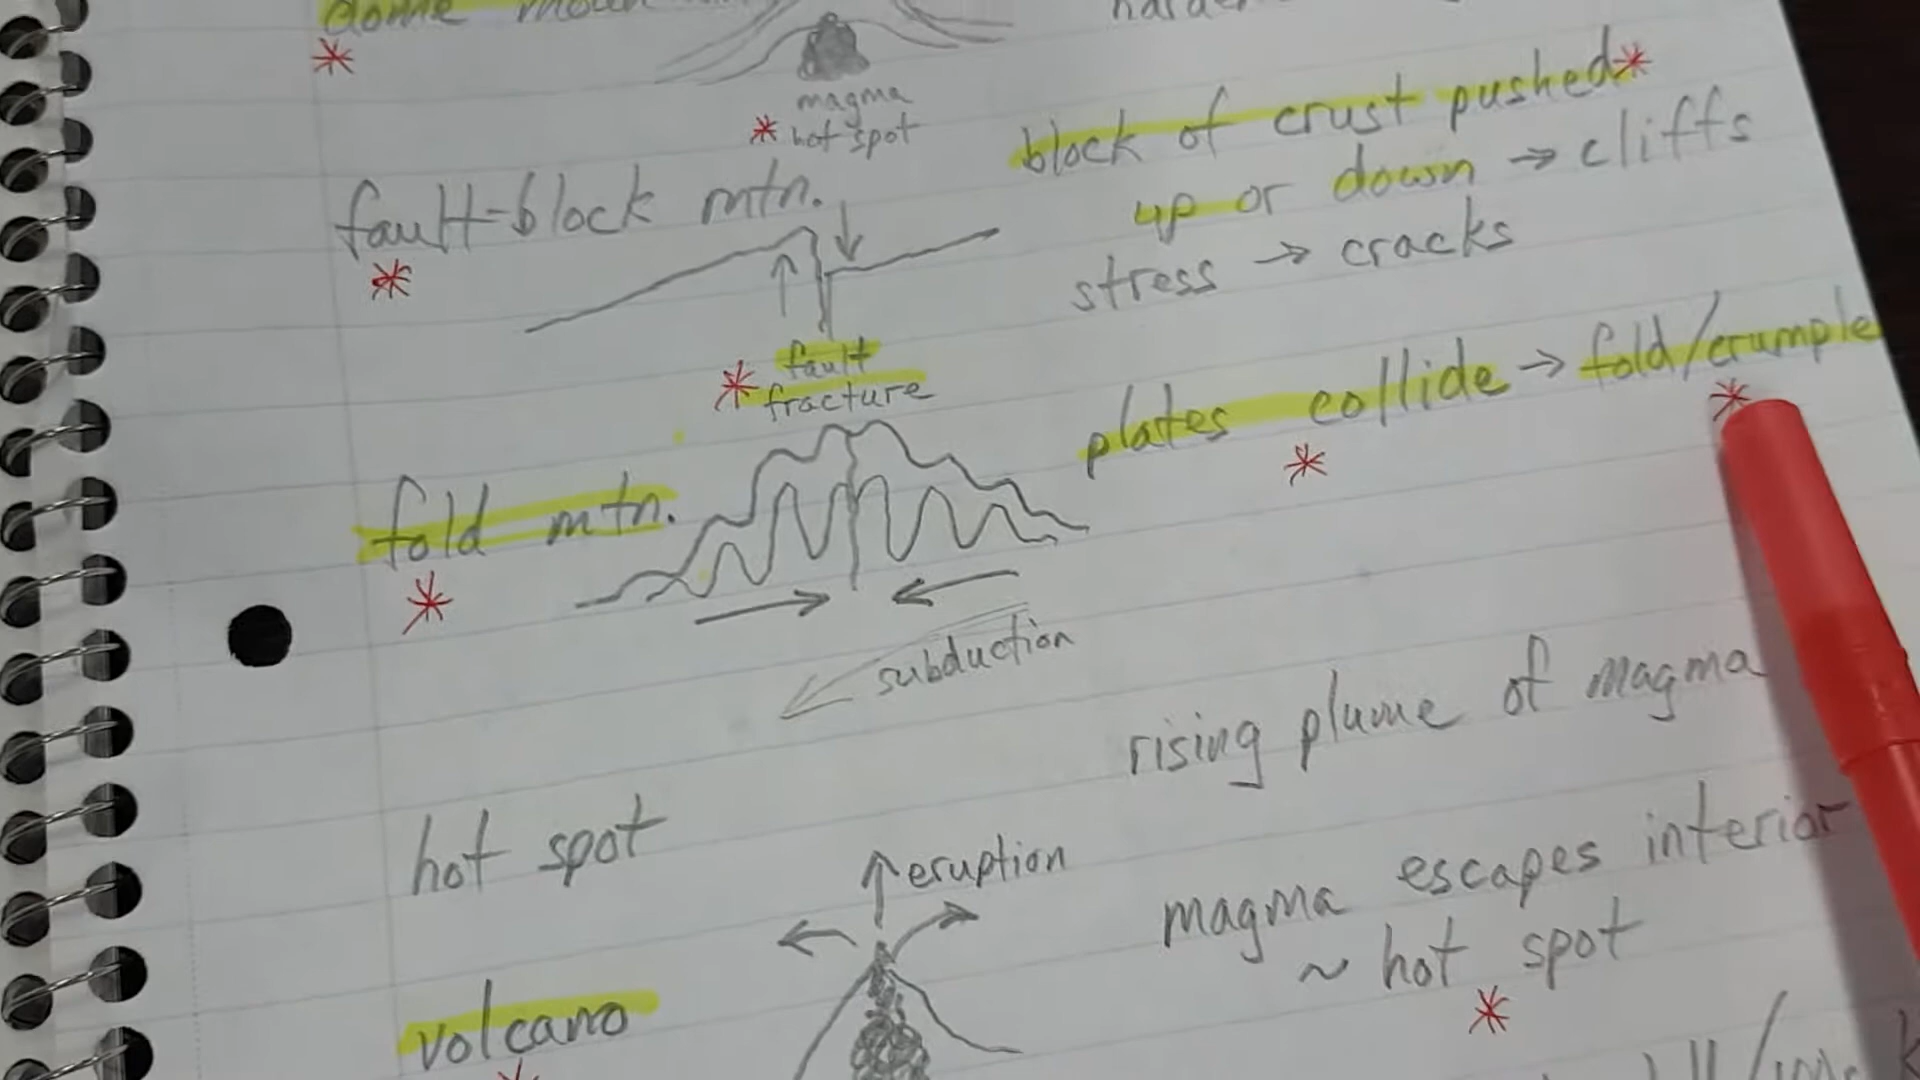 dome
harde
magma
* hot spot
block of crust pushed*
up or down → cliffs
stress → cracks
fault-block mtn.
* fault
fracture
plates collide → fold/crumple
fold mtn.
subduction
rising plume of magma
hot spot
↑ eruption
magma escapes interior
~ hot spot
volcano